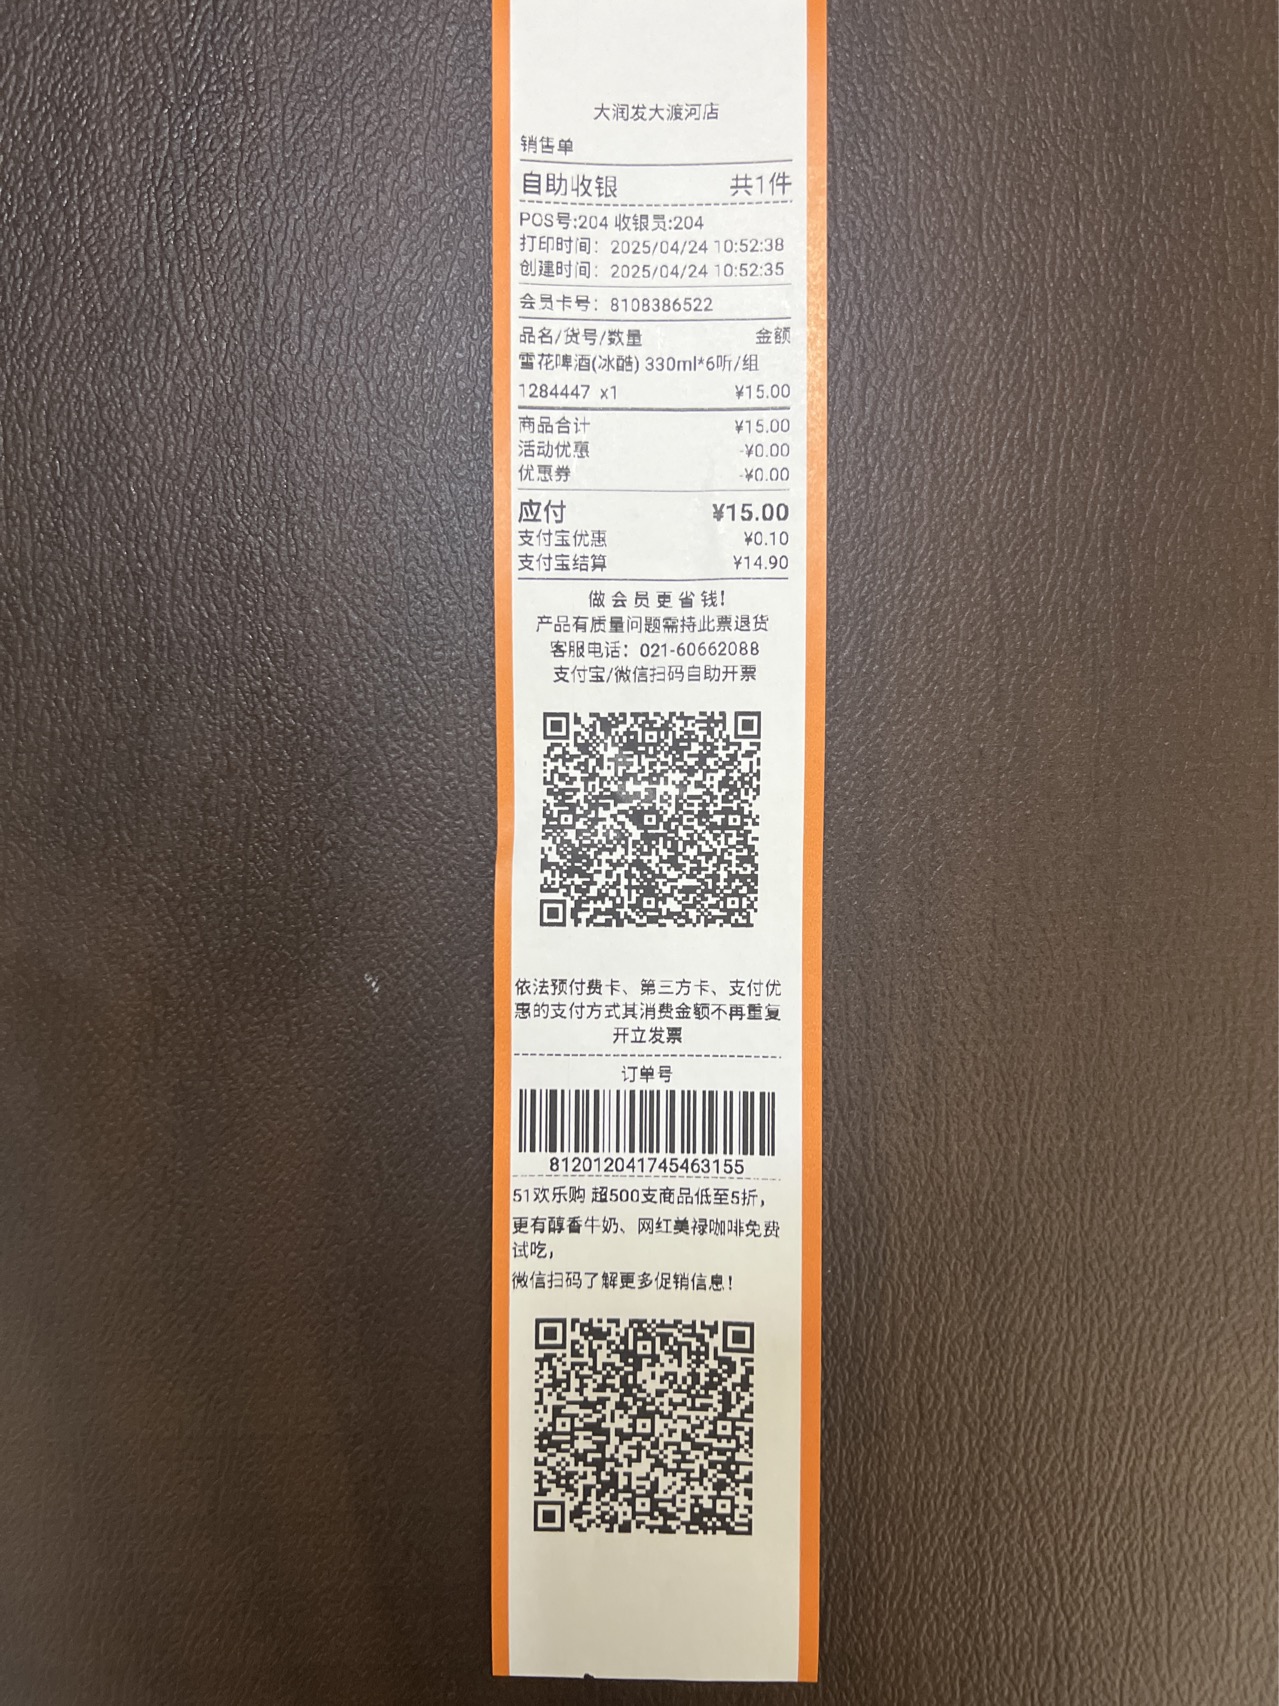 大润发大渡河店
销售单
自助收银 共1件
POS号:204 收银员:204
打印时间：2025/04/24 10:52:38
创建时间：2025/04/24 10:52:35
会员卡号：8108386522
品名/货号/数量 金额
雪花啤酒(冰酷) 330ml*6听/组
1284447 x1 ¥15.00
商品合计 ¥15.00
活动优惠 -¥0.00
优惠券 -¥0.00
应付 ¥15.00
支付宝优惠 ¥0.10
支付宝结算 ¥14.90
做会员更省钱！
产品有质量问题需持此票退货
客服电话：021-60662088
支付宝/微信扫码自助开票
依法预付费卡、第三方卡、支付优
惠的支付方式其消费金额不再重复
开立发票
订单号
812012041745463155
51欢乐购 超500支商品低至5折，
更有醇香牛奶、网红美禄咖啡免费
试吃，
微信扫码了解更多促销信息！